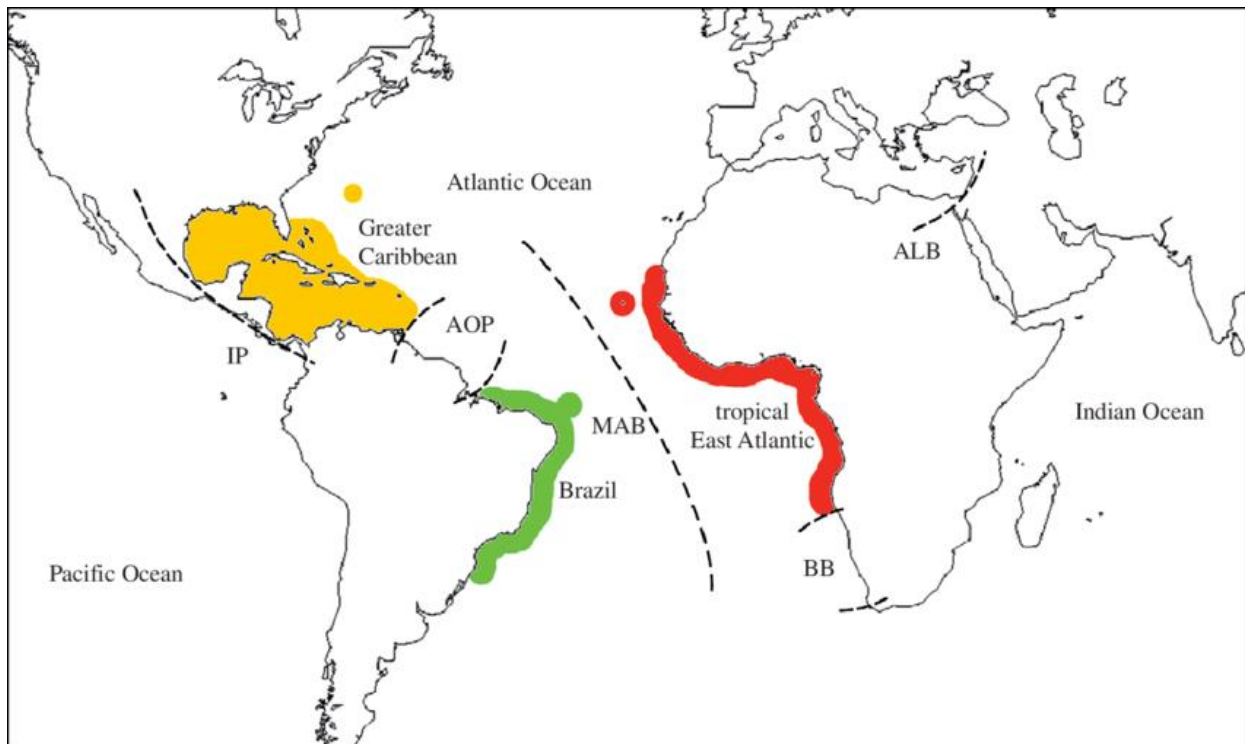 Atlantic Ocean
Greater
Caribbean
ALB
AOP
IP
tropical
East Atlantic
MAB
Indian Ocean
Brazil
Pacific Ocean
BB